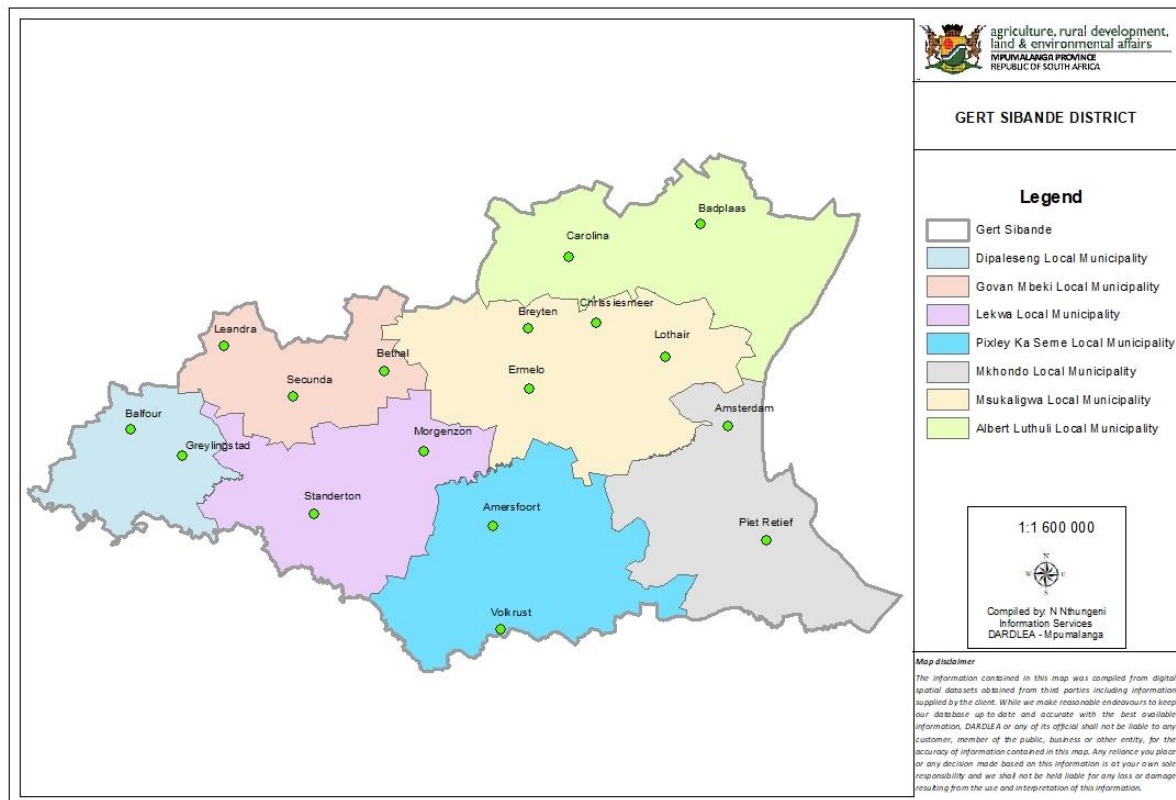 agriculture, rural development,
land & environmental affairs
MPUMALANGA PROVINCE
REPUBLIC OF SOUTH AFRICA
GERT SIBANDE DISTRICT
Badplaas
Carolina
Chrissiesmeer
Breyten
Leandra
Lothair
Bethal
Ermelo
Secunda
Amsterdam
Balfour
Morgenzon
Greylingstad
Standerton
Amersfoort
Piet Retief
Volkrust
Legend
Gert Sibande
Dipaleseng Local Municipality
Govan Mbeki Local Municipality
Lekwa Local Municipality
Pixley Ka Seme Local Municipality
Mkhondo Local Municipality
Msukaligwa Local Municipality
Albert Luthuli Local Municipality
1:1 600 000
N
W E
S
Compiled by: N Nthungeni
Information Services
DARDLEA - Mpumalanga
Map disclaimer
The information contained in this map was compiled from digital
spatial datasets obtained from third parties including information
supplied by the client. While we make reasonable endeavours to keep
our database up to date and accurate with the best available
information, DARDLEA or any of its official shall not be liable to any
customer, member of the public, business or other entity, for the
accuracy of information contained in this map. Any reliance you place
or any decision made based on this information is at your own sole
responsibility and we shall not be held liable for any loss or damage
resulting from the use and interpretation of this information.